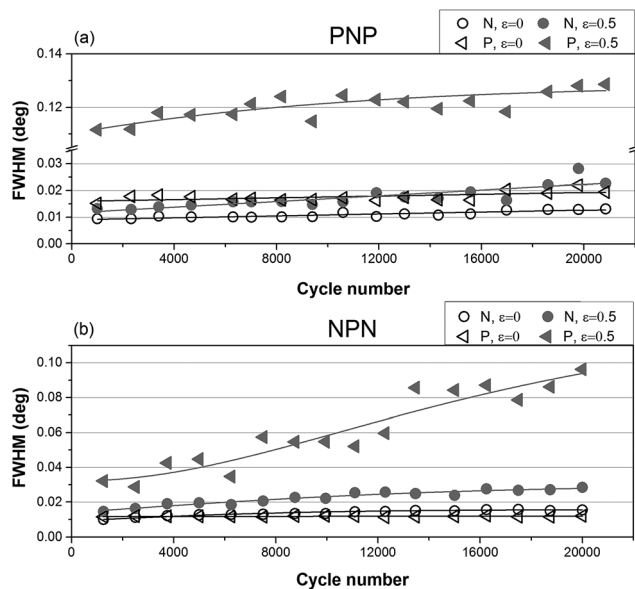 (a)
PNP
N, ε=0
N, ε=0.5
P, ε=0
P, ε=0.5
FWHM (deg)
0.14
0.12
0.03
0.02
0.01
0.00
0 4000 8000 12000 16000 20000
Cycle number
(b)
NPN
N, ε=0
N, ε=0.5
P, ε=0
P, ε=0.5
FWHM (deg)
0.10
0.08
0.06
0.04
0.02
0.00
0 4000 8000 12000 16000 20000
Cycle number